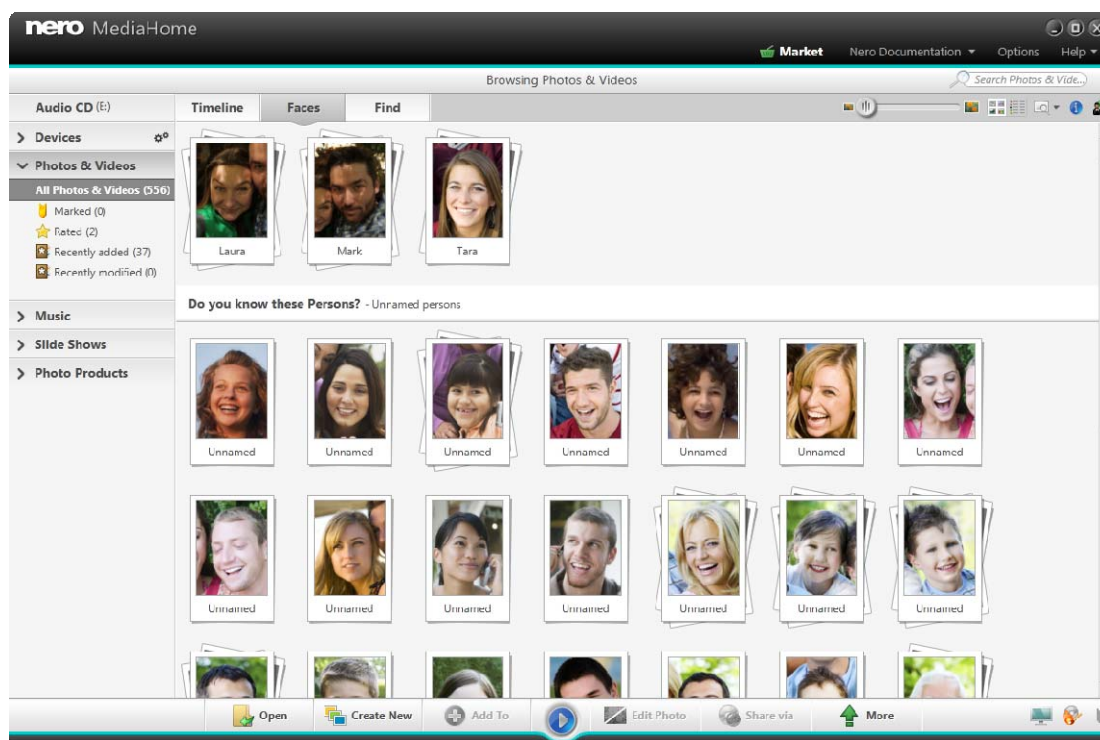 nero MediaHome
Market Nero Documentation Options Help
Browsing Photos & Videos
Search Photos & Vide...
Audio CD (E:)
Timeline Faces Find
Devices
Photos & Videos
All Photos & Videos (556)
Marked (0)
Rated (2)
Recently added (37)
Recently modified (0)
Music
Slide Shows
Photo Products
Laura Mark Tara
Do you know these Persons? - Unnamed persons
Unnamed Unnamed Unnamed Unnamed Unnamed Unnamed Unnamed
Unnamed Unnamed Unnamed Unnamed Unnamed Unnamed Unnamed
Open Create New Add To Edit Photo Share via More